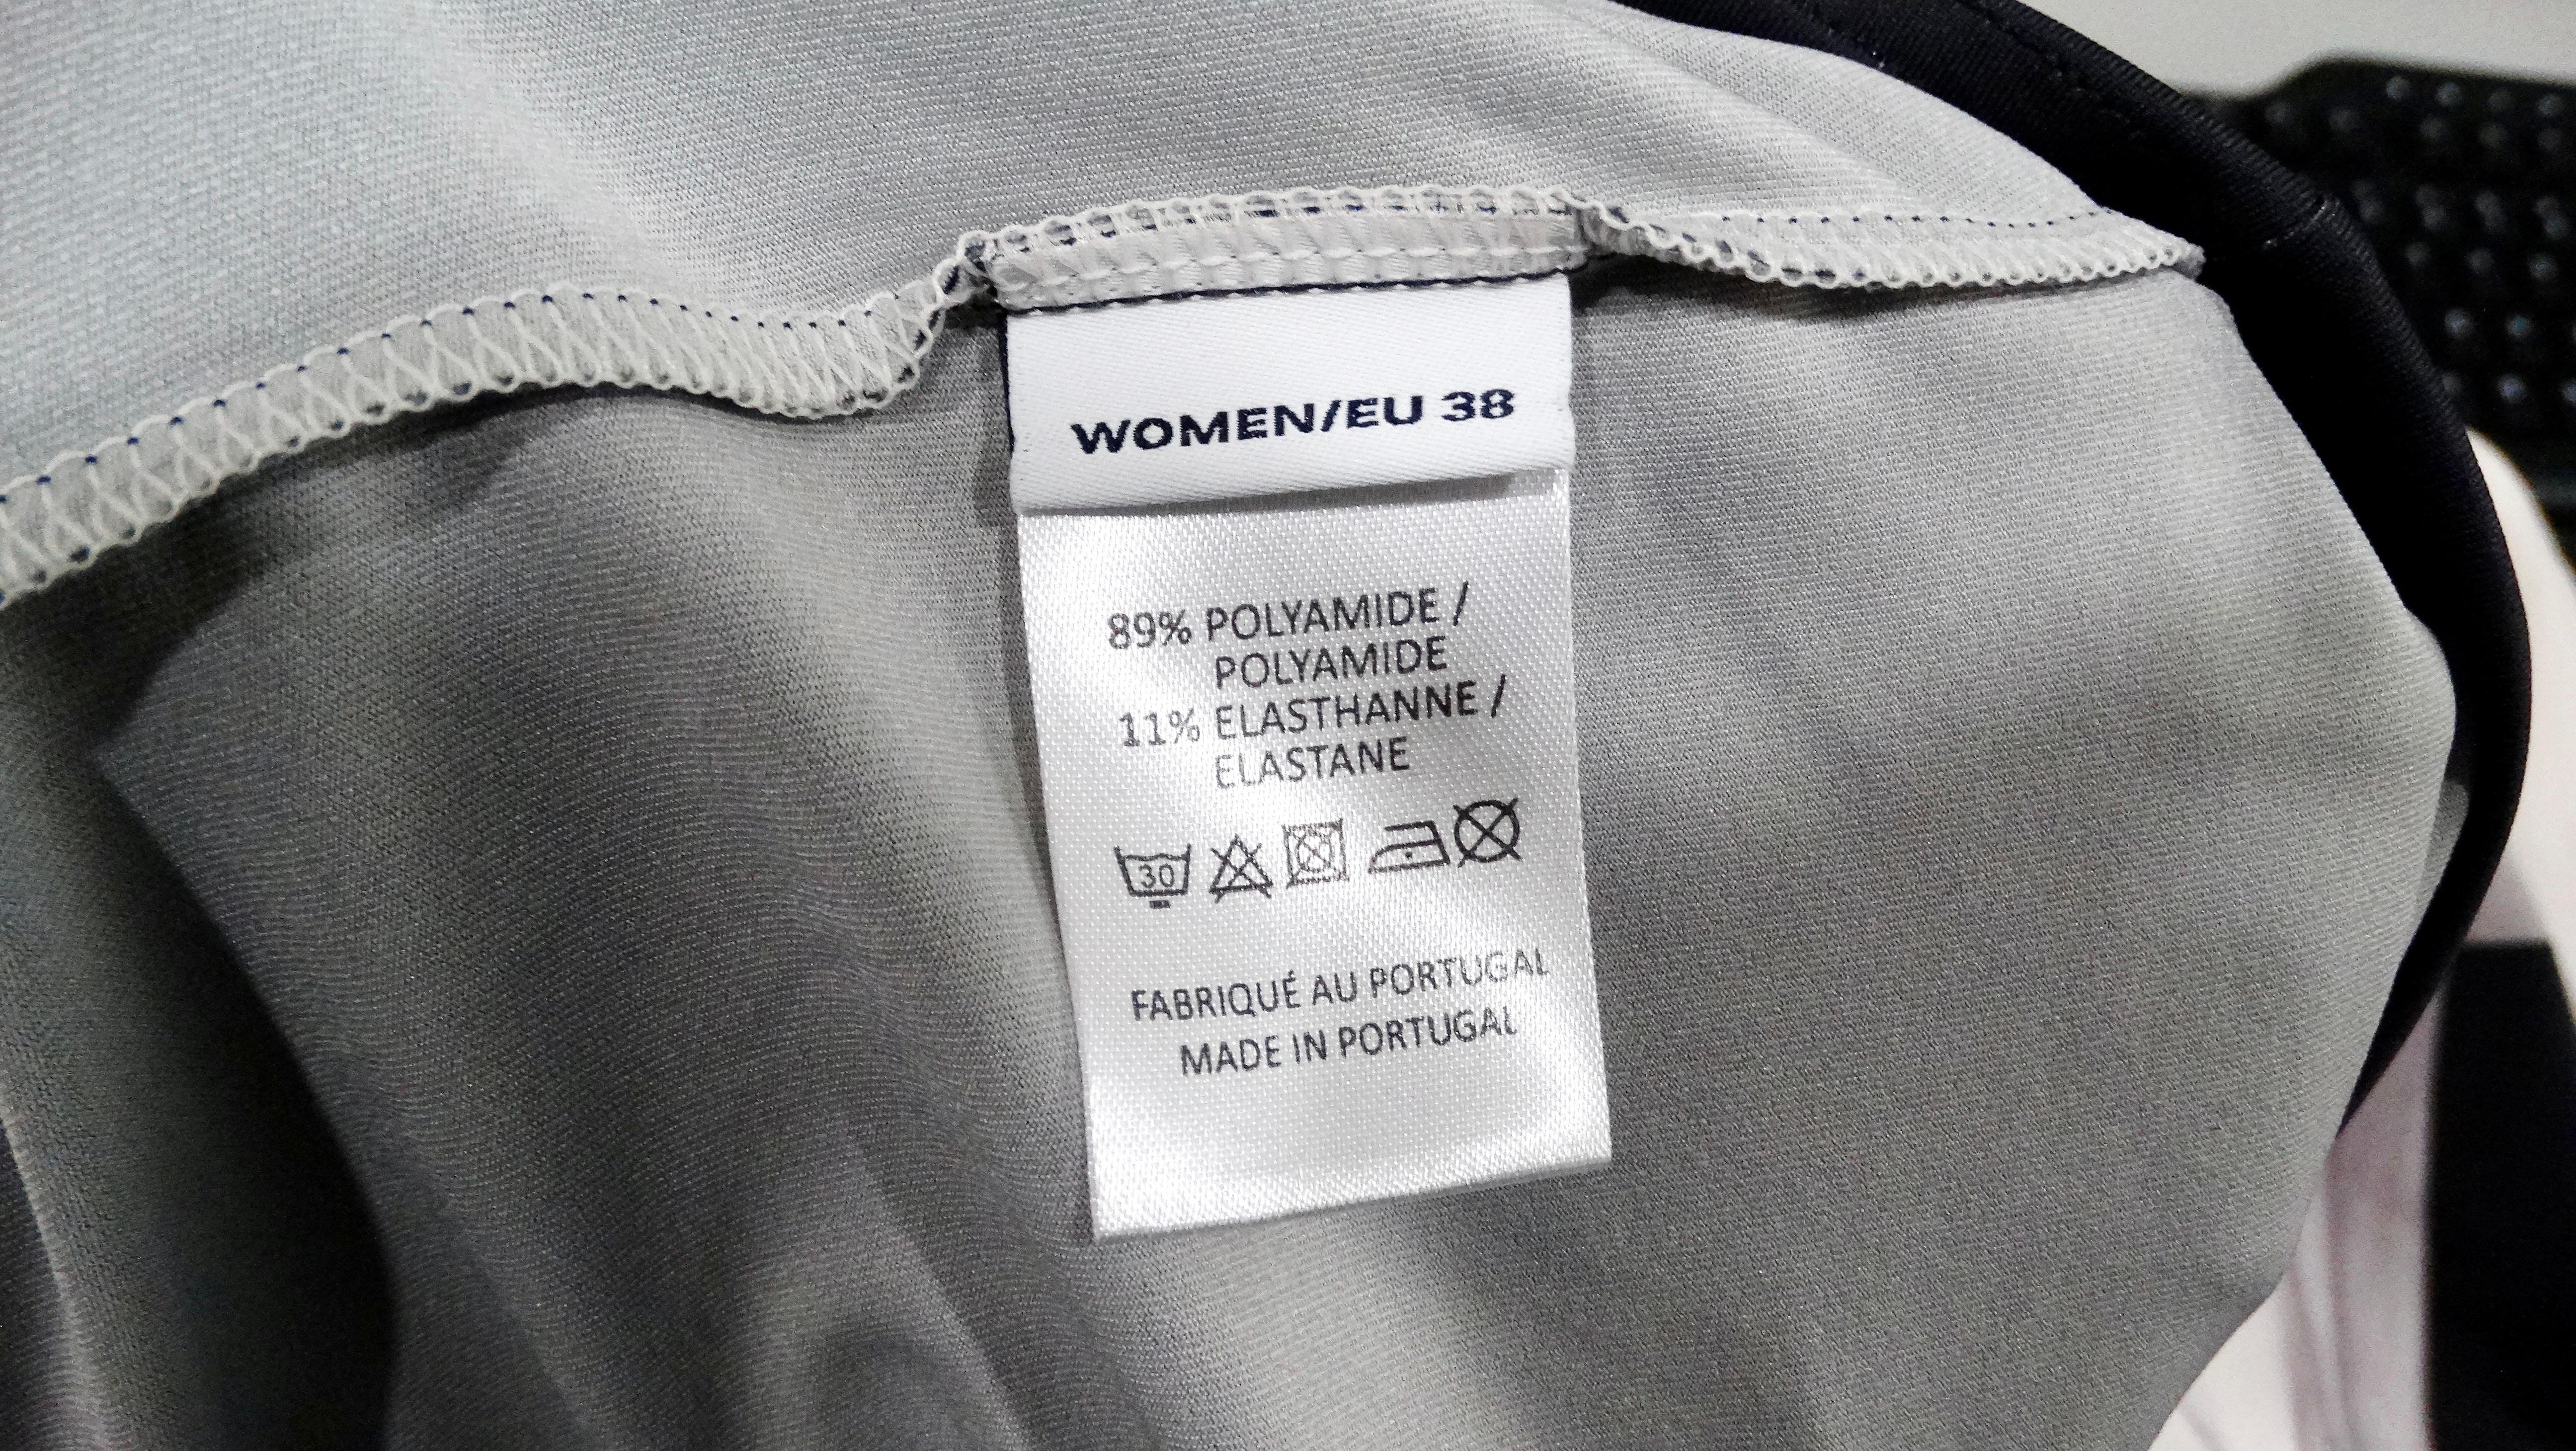 WOMEN/EU 38
89% POLYAMIDE /
POLYAMIDE
11% ELASTHANNE /
ELASTANE
30
FABRIQUÉ AU PORTUGAL
MADE IN PORTUGAL